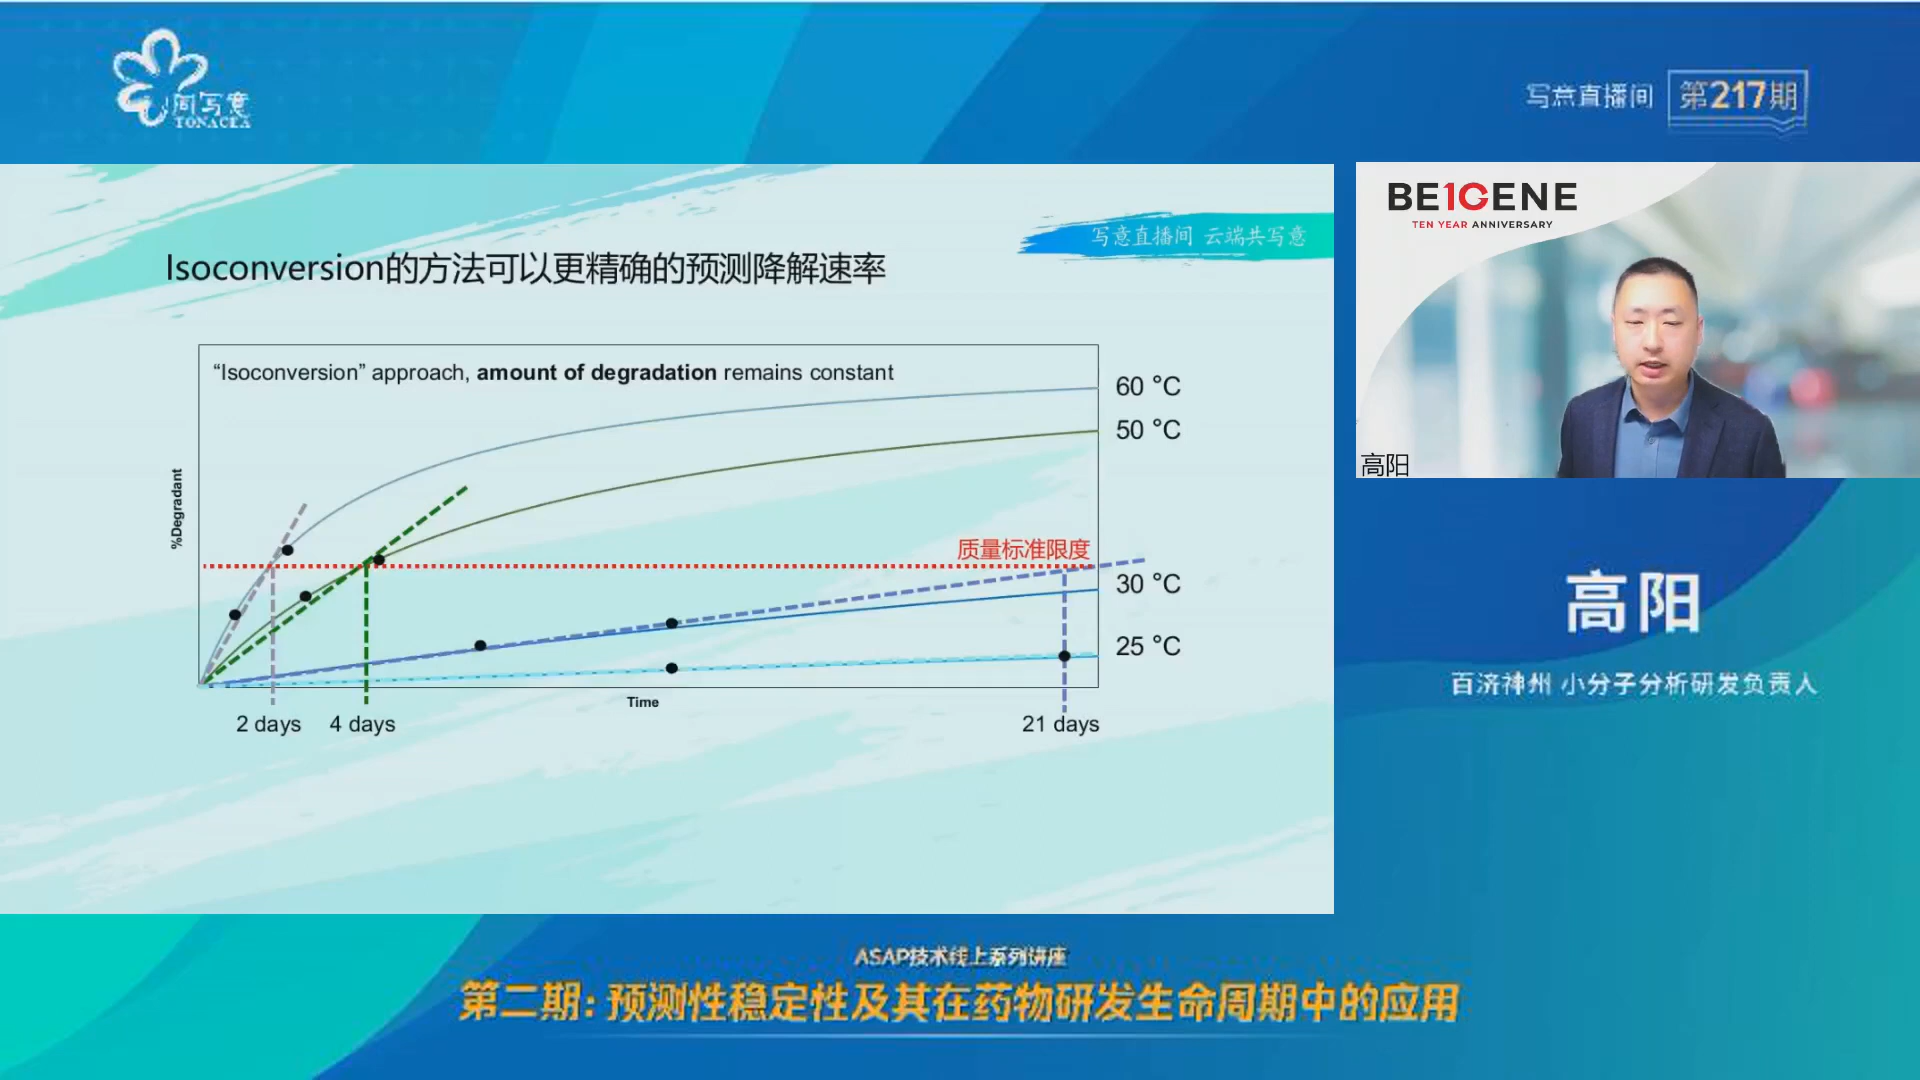 同写意
TONACEA
写意直播间 第217期
写意直播间 云端共写意
Isoconversion的方法可以更精确的预测降解速率
“Isoconversion” approach, amount of degradation remains constant
60 °C
50 °C
%Degradant
质量标准限度
30 °C
25 °C
Time
2 days 4 days 21 days
BE1GENE
TEN YEAR ANNIVERSARY
高阳
高阳
百济神州 小分子分析研发负责人
ASAP技术线上系列讲座
第二期: 预测性稳定性及其在药物研发生命周期中的应用